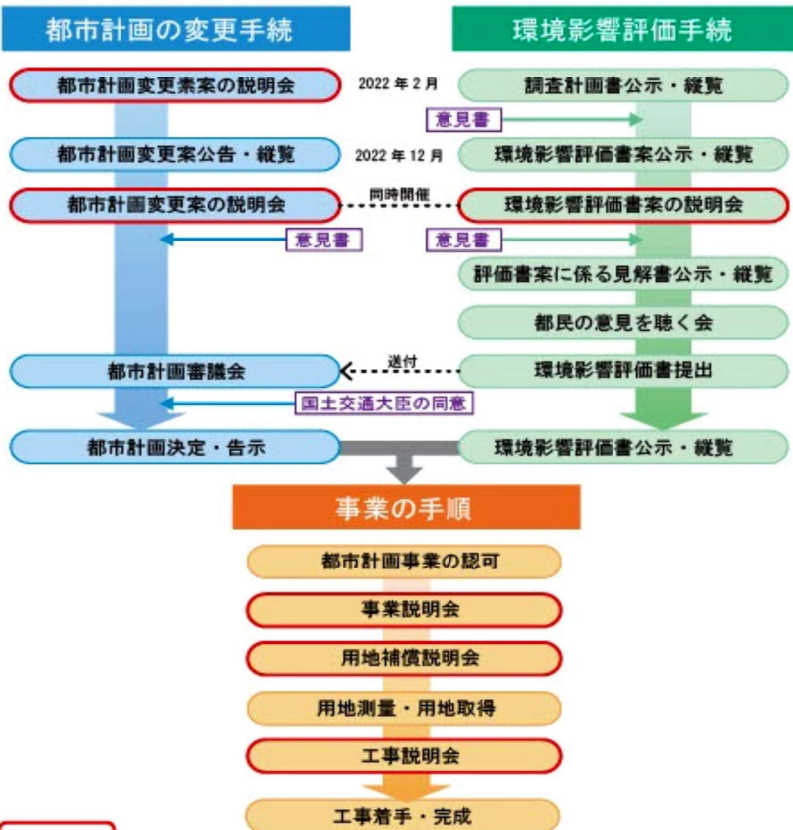 都市計画の変更手続
環境影響評価手続
都市計画変更素案の説明会
2022年2月
調査計画書公示・縦覧
意見書
都市計画変更案公告・縦覧
2022年12月
環境影響評価書案公示・縦覧
都市計画変更案の説明会
同時開催
環境影響評価書案の説明会
意見書
意見書
評価書案に係る見解書公示・縦覧
都民の意見を聴く会
都市計画審議会
送付
環境影響評価書提出
国土交通大臣の同意
都市計画決定・告示
環境影響評価書公示・縦覧
事業の手順
都市計画事業の認可
事業説明会
用地補償説明会
用地測量・用地取得
工事説明会
工事着手・完成